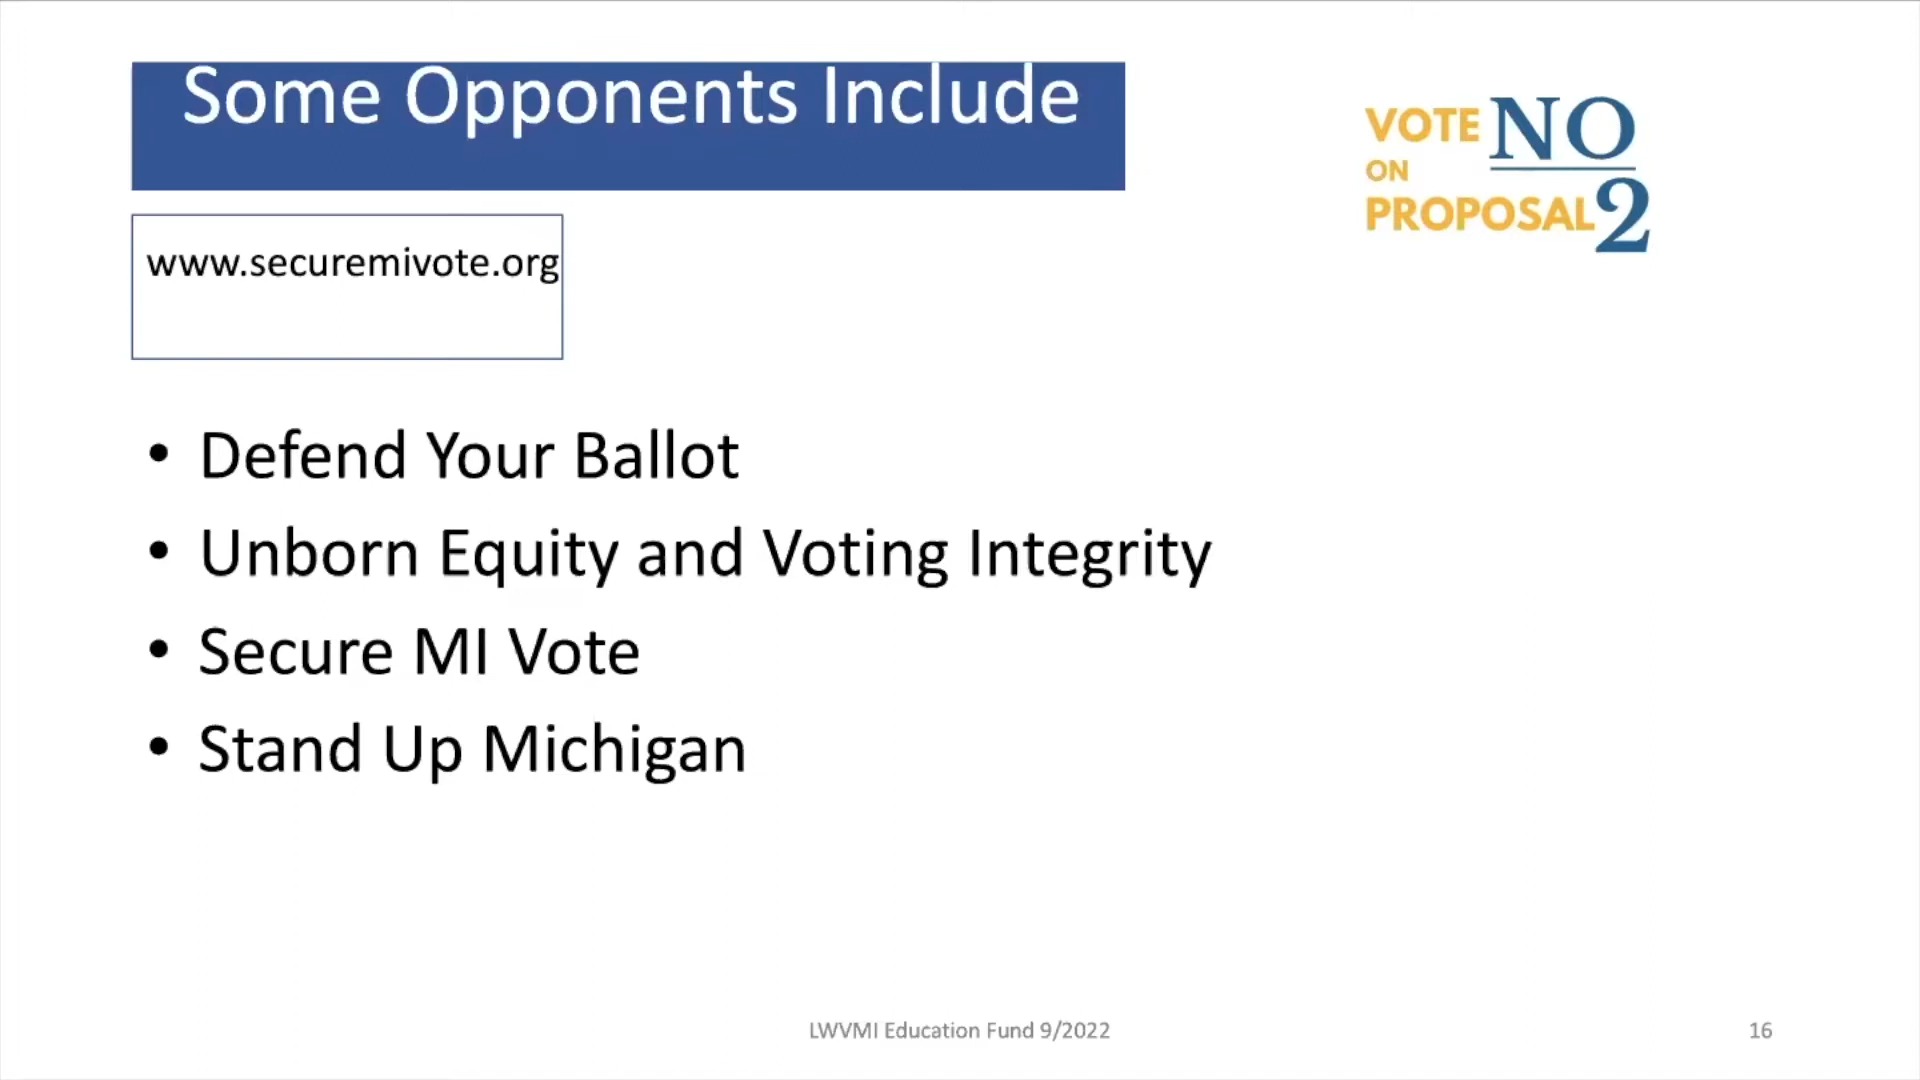 Some Opponents Include
VOTE NO
ON
PROPOSAL 2
www.securemivote.org
• Defend Your Ballot
• Unborn Equity and Voting Integrity
• Secure MI Vote
• Stand Up Michigan
LWVMI Education Fund 9/2022
16